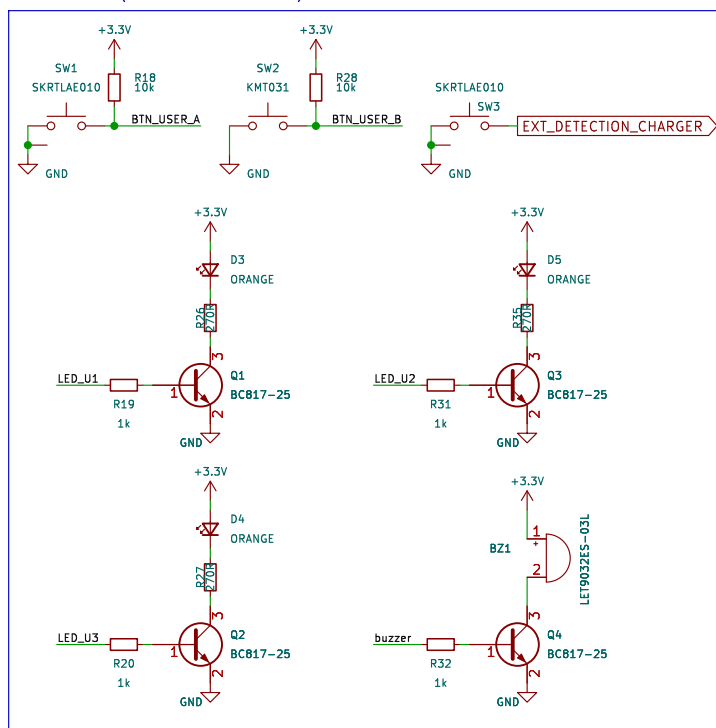 +3.3V
+3.3V
SW1
R18
SW2
R28
SKRTLAE010
10k
KMT031
10k
SKRTLAE010
SW3
BTN_USER_A
BTN_USER_B
EXT_DETECTION_CHARGER
GND
GND
GND
+3.3V
+3.3V
D3
D5
ORANGE
ORANGE
R26
270R
R35
270R
3
3
LED_U1
Q1
LED_U2
Q3
1
BC817-25
1
BC817-25
R19
2
R31
2
1k
1k
GND
GND
+3.3V
+3.3V
D4
ORANGE
1
+
BZ1
LET9032ES-03L
2
R27
270R
3
3
LED_U3
Q2
buzzer
Q4
1
BC817-25
1
BC817-25
R20
2
R32
2
1k
1k
GND
GND